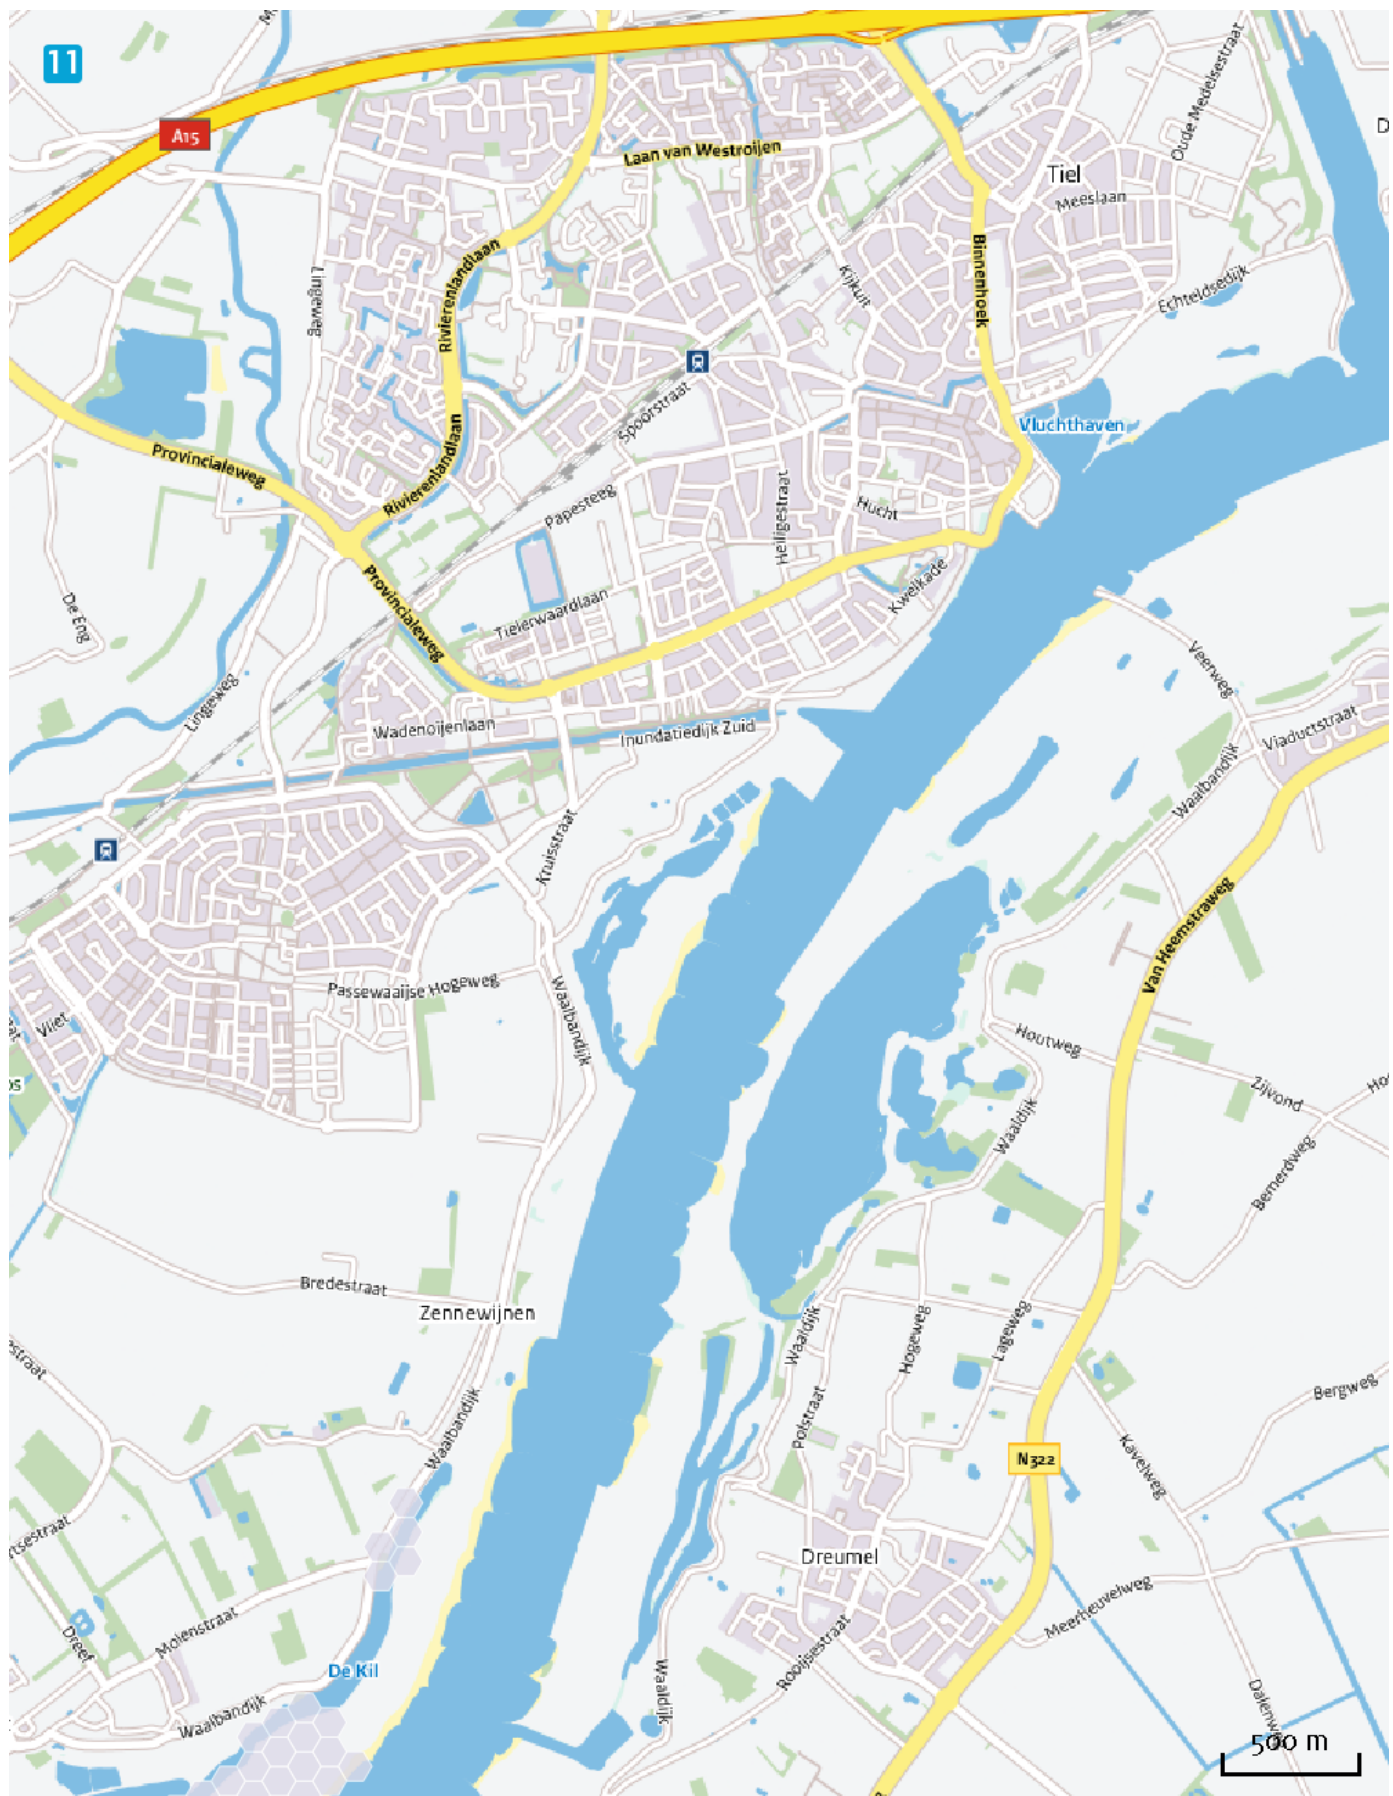 11
A15
Laan van Westroijen
Oude Medelsestraat
Tiel
Meeslaan
Rivierenlandlaan
Binnenhoek
Lingeweg
Kijkuit
Echteldsedijk
Spoorstraat
Vluchthaven
Provincialeweg
Rivierenlandlaan
Papesteeg
Heiligestraat
Hucht
De Eng
Provincialeweg
Tielerwaardlaan
Kwelkade
Veerweg
Lingeweg
Wadenoijenlaan
Inundatiedijk Zuid
Viaductstraat
Waalbandijk
Kruisstraat
Van Heemstraweg
Passewaaijse Hogeweg
Vliet
Waalbandijk
Houtweg
Zijvond
Waaldijk
Bernerdweg
Bredestraat
Zennewijnen
Waaldijk
Hogeweg
Lageweg
Bergweg
Polstraat
Waalbandijk
Kavelweg
N322
Dreumel
Meerheuvelweg
Molenstraat
Dreef
De Kil
Rooijsestraat
Waaldijk
Waalbandijk
500 m